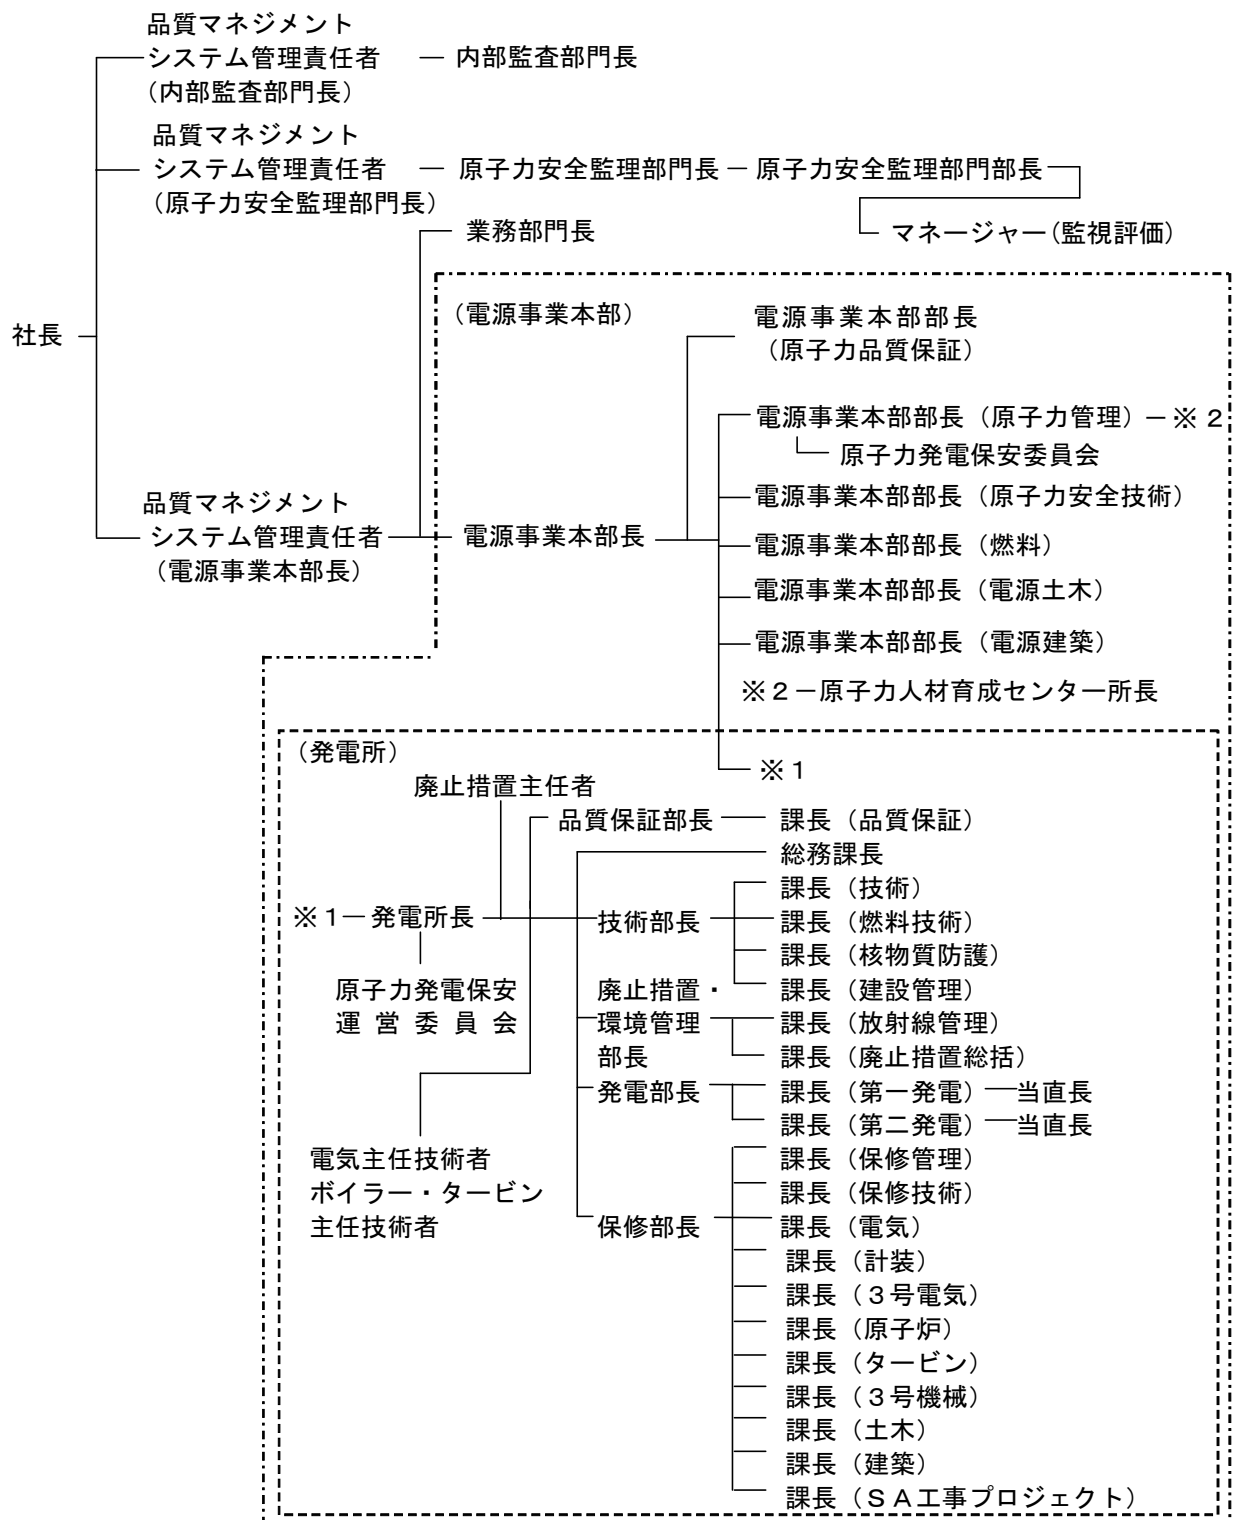 品質マネジメント
システム管理責任者 － 内部監査部門長
(内部監査部門長)
品質マネジメント
システム管理責任者 － 原子力安全監理部門長－原子力安全監理部門部長
(原子力安全監理部門長)
業務部門長
マネージャー(監視評価)
(電源事業本部)
電源事業本部部長
(原子力品質保証)
社長
電源事業本部部長（原子力管理）－※２
原子力発電保安委員会
電源事業本部部長（原子力安全技術）
品質マネジメント
システム管理責任者
(電源事業本部長)
電源事業本部長
電源事業本部部長（燃料）
電源事業本部部長（電源土木）
電源事業本部部長（電源建築）
※２－原子力人材育成センター所長
※１
(発電所)
廃止措置主任者
品質保証部長
課長（品質保証）
総務課長
※１－発電所長
原子力発電保安
運営委員会
技術部長
課長（技術）
課長（燃料技術）
課長（核物質防護）
課長（建設管理）
廃止措置・
環境管理
部長
課長（放射線管理）
課長（廃止措置総括）
発電部長
課長（第一発電）─当直長
課長（第二発電）─当直長
電気主任技術者
ボイラー・タービン
主任技術者
保修部長
課長（保修管理）
課長（保修技術）
課長（電気）
課長（計装）
課長（３号電気）
課長（原子炉）
課長（タービン）
課長（３号機械）
課長（土木）
課長（建築）
課長（ＳＡ工事プロジェクト）